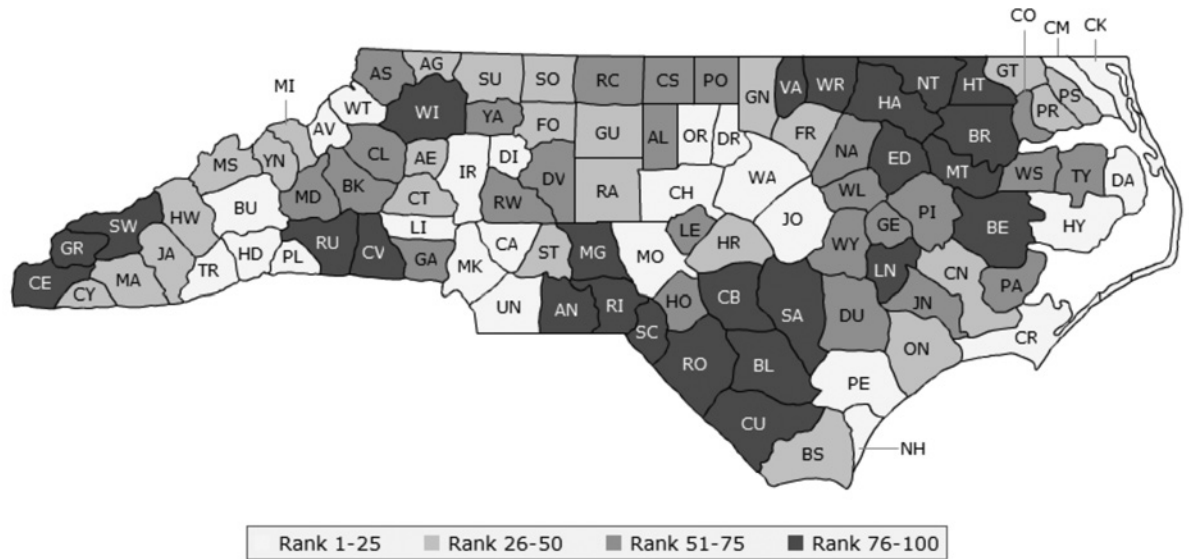 CO
CM CK
AS AG SU SO RC CS PO GN VA WR NT HT GT
MI WT WI YA HA PR PS
AV FO GU AL OR DR FR BR
MS YN CL AE IR DI NA ED
MD BK CT DV RA CH WA WL MT WS TY DA
BU RW PI
SW HW LI JO GE BE HY
GR RU CV CA ST MG MO LE HR WY
CE JA TR HD PL GA MK LN CN PA
CY MA UN AN RI HO CB SA DU JN
SC ON CR
RO BL PE
CU
BS NH
Rank 1-25 Rank 26-50 Rank 51-75 Rank 76-100